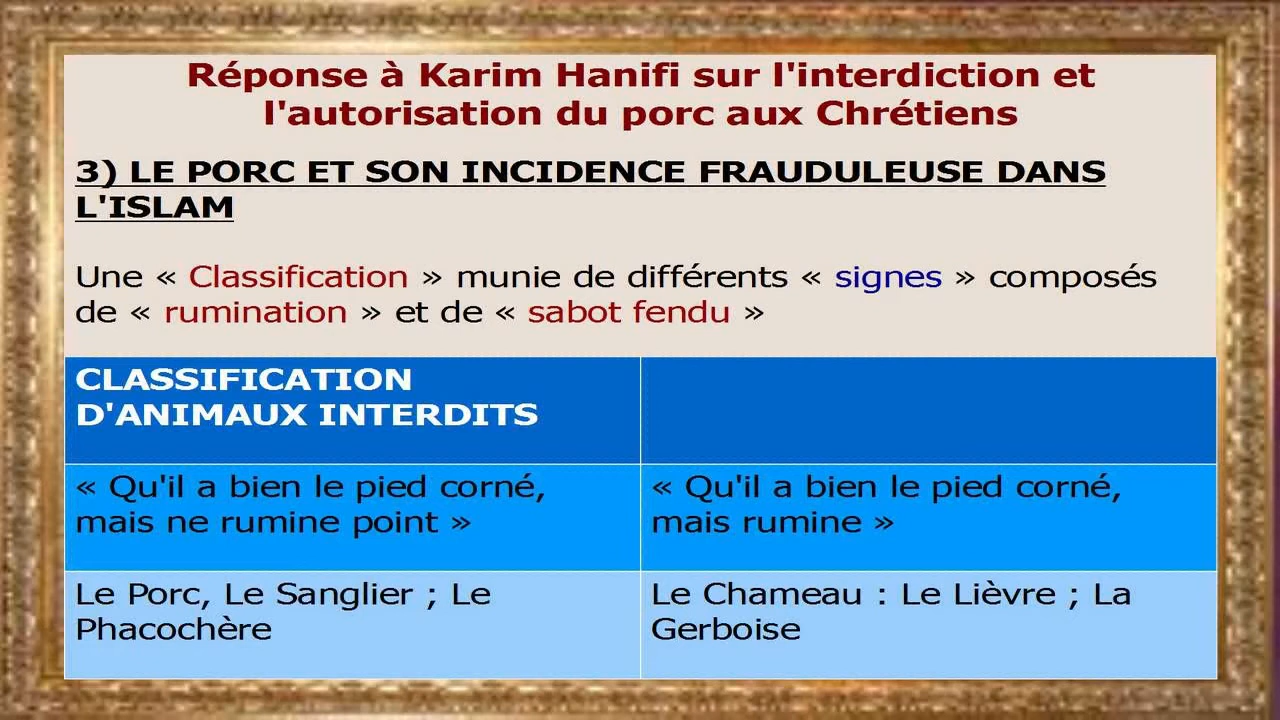 Réponse à Karim Hanifi sur l'interdiction et
l'autorisation du porc aux Chrétiens
3) LE PORC ET SON INCIDENCE FRAUDULEUSE DANS
L'ISLAM
Une « Classification » munie de différents « signes » composés
de « rumination » et de « sabot fendu »
CLASSIFICATION
D'ANIMAUX INTERDITS
« Qu'il a bien le pied corné,
mais ne rumine point »
« Qu'il a bien le pied corné,
mais rumine »
Le Porc, Le Sanglier ; Le
Phacochère
Le Chameau : Le Lièvre ; La
Gerboise